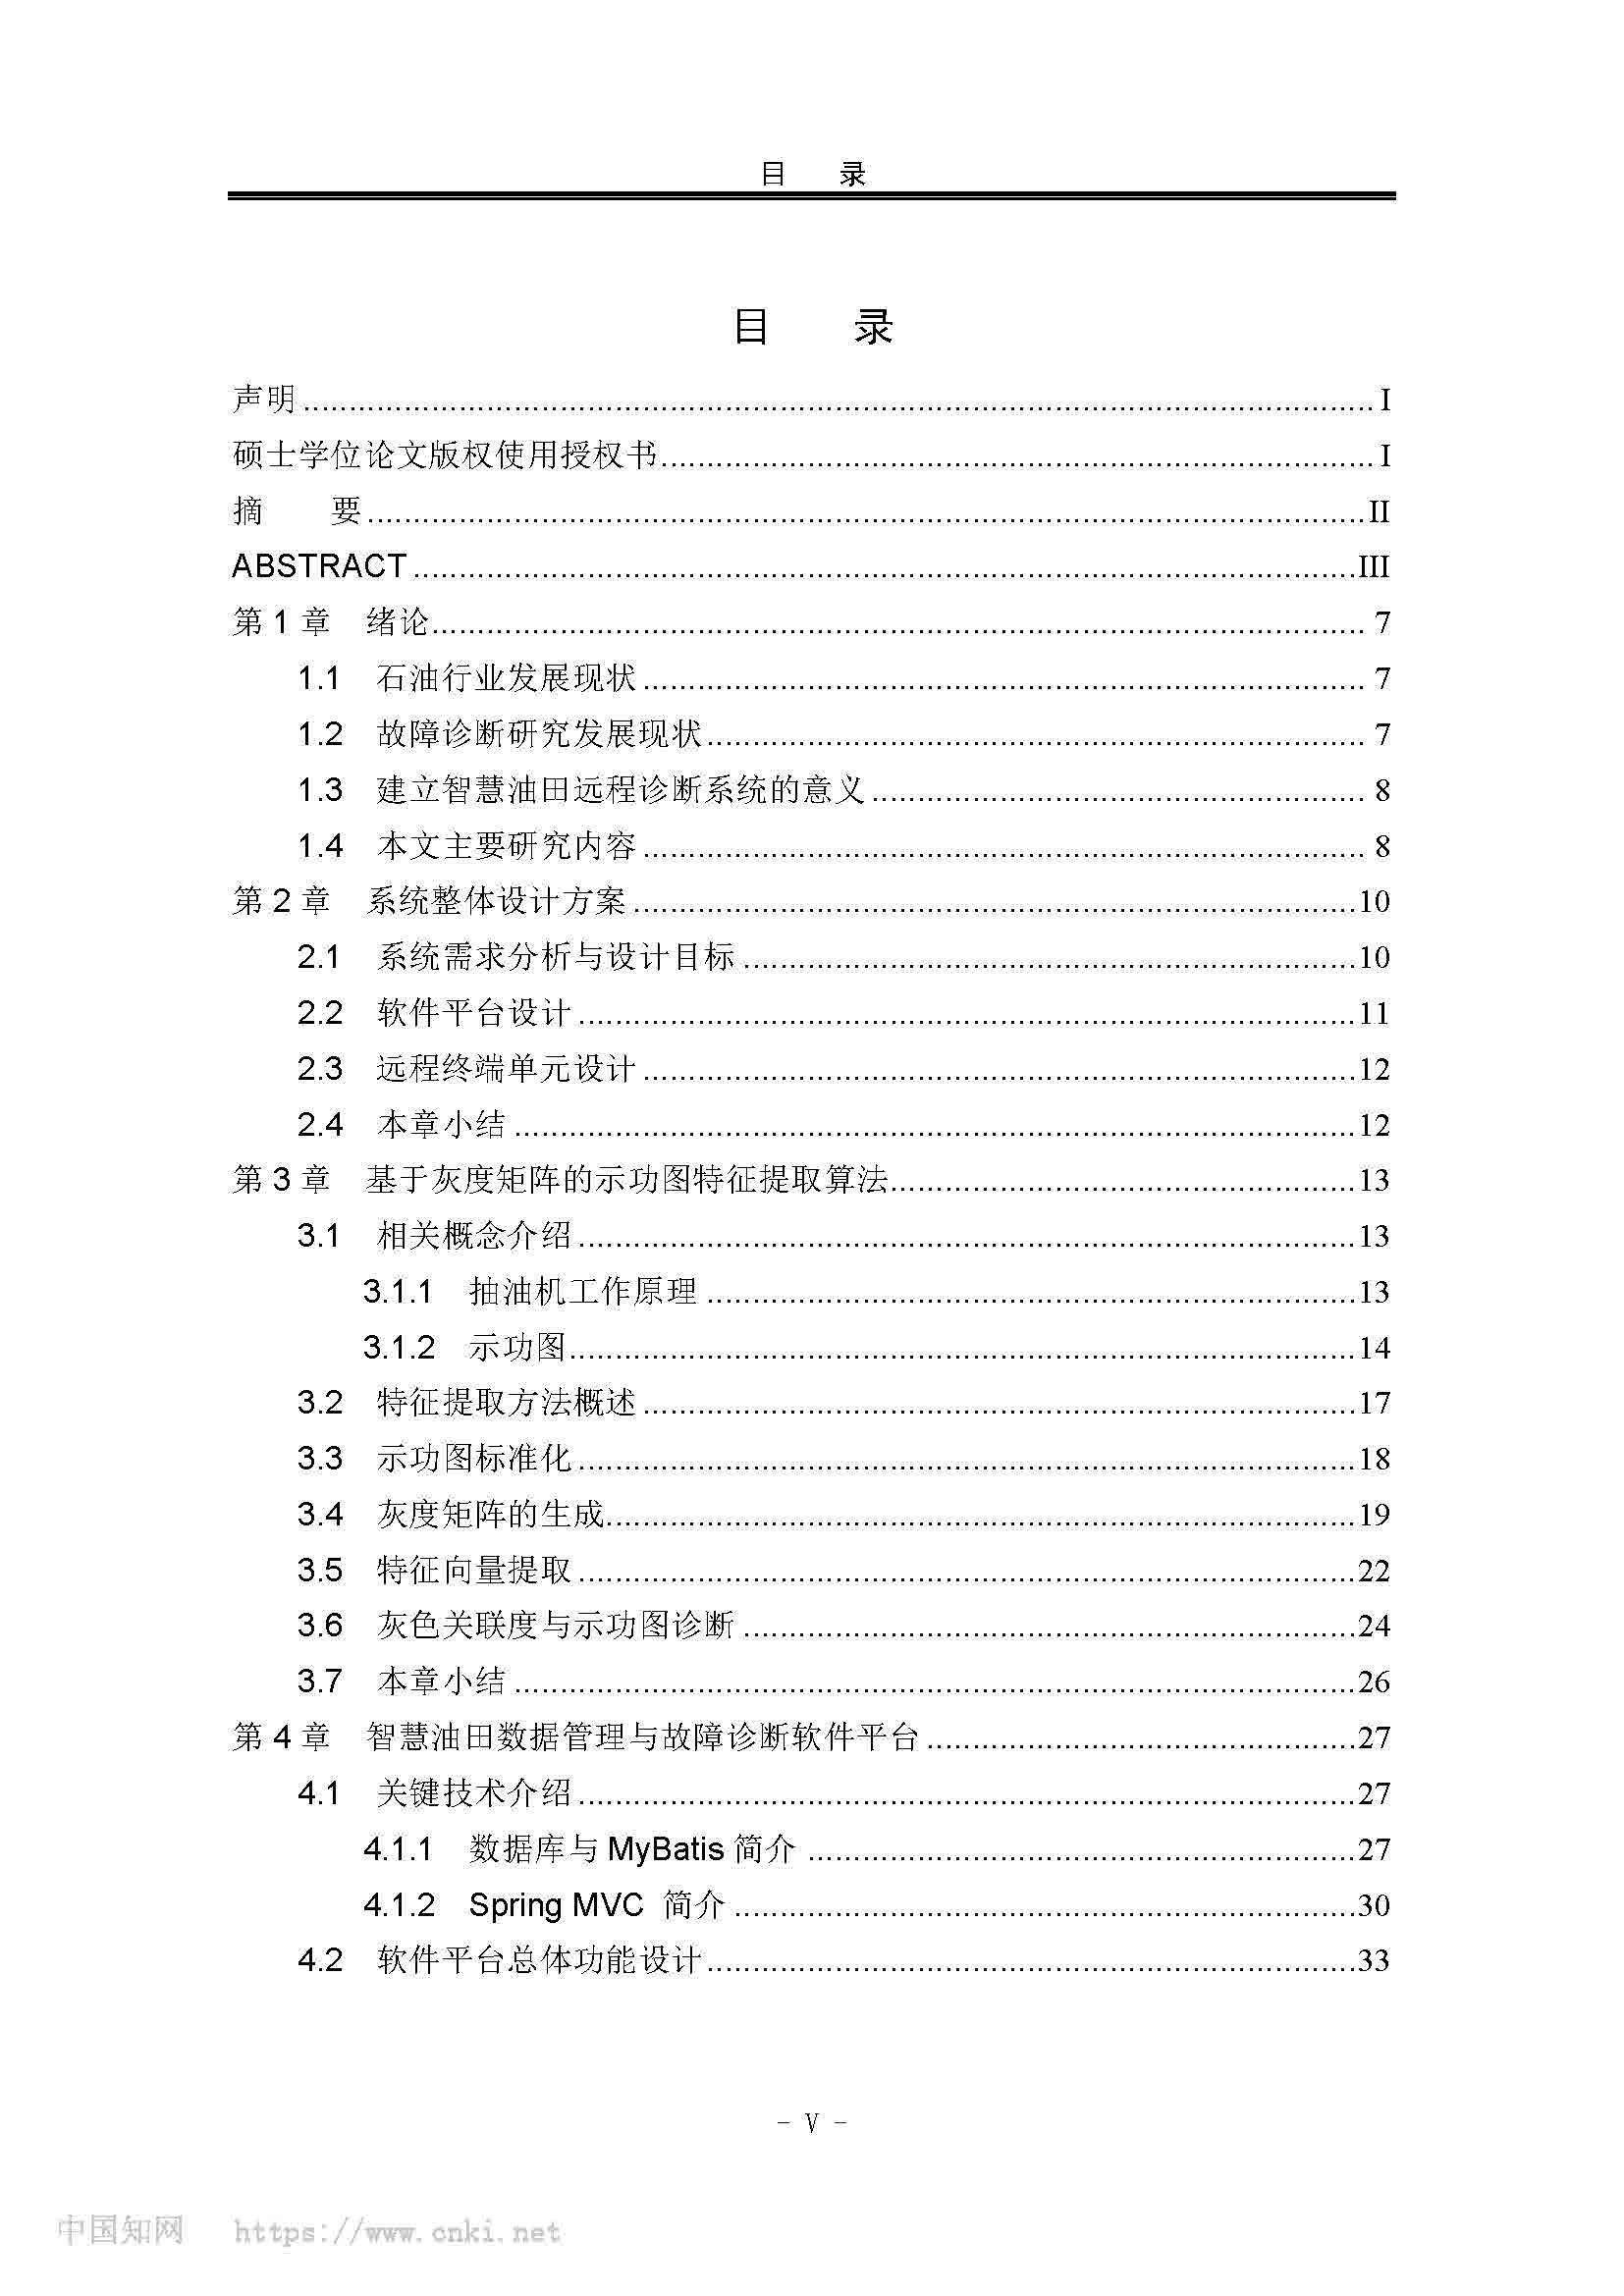 目 录
目 录
声明........................................I
硕士学位论文版权使用授权书........................................I
摘 要........................................II
ABSTRACT........................................III
第 1 章 绪论........................................7
1.1 石油行业发展现状........................................7
1.2 故障诊断研究发展现状........................................7
1.3 建立智慧油田远程诊断系统的意义........................................8
1.4 本文主要研究内容........................................8
第 2 章 系统整体设计方案........................................10
2.1 系统需求分析与设计目标........................................10
2.2 软件平台设计........................................11
2.3 远程终端单元设计........................................12
2.4 本章小结........................................12
第 3 章 基于灰度矩阵的示功图特征提取算法........................................13
3.1 相关概念介绍........................................13
3.1.1 抽油机工作原理........................................13
3.1.2 示功图........................................14
3.2 特征提取方法概述........................................17
3.3 示功图标准化........................................18
3.4 灰度矩阵的生成........................................19
3.5 特征向量提取........................................22
3.6 灰色关联度与示功图诊断........................................24
3.7 本章小结........................................26
第 4 章 智慧油田数据管理与故障诊断软件平台........................................27
4.1 关键技术介绍........................................27
4.1.1 数据库与 MyBatis 简介........................................27
4.1.2 Spring MVC 简介........................................30
4.2 软件平台总体功能设计........................................33
- V -
中国知网 https://www.cnki.net